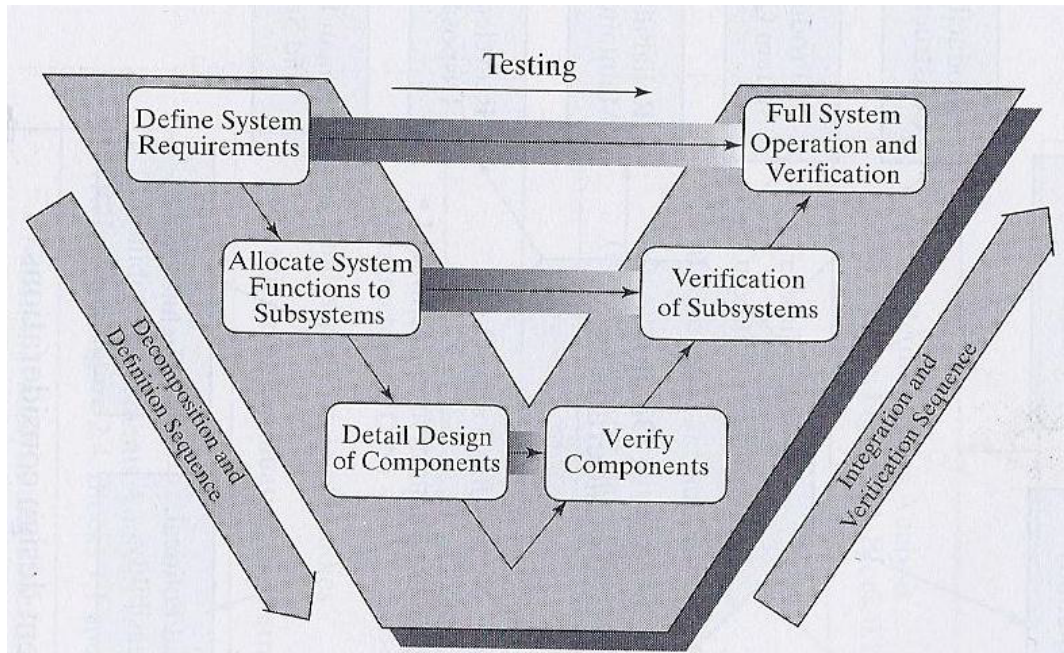 Testing
Define System
Requirements
Full System
Operation and
Verification
Allocate System
Functions to
Subsystems
Verification
of Subsystems
Detail Design
of Components
Verify
Components
Decomposition and
Definition Sequence
Integration and
Verification Sequence